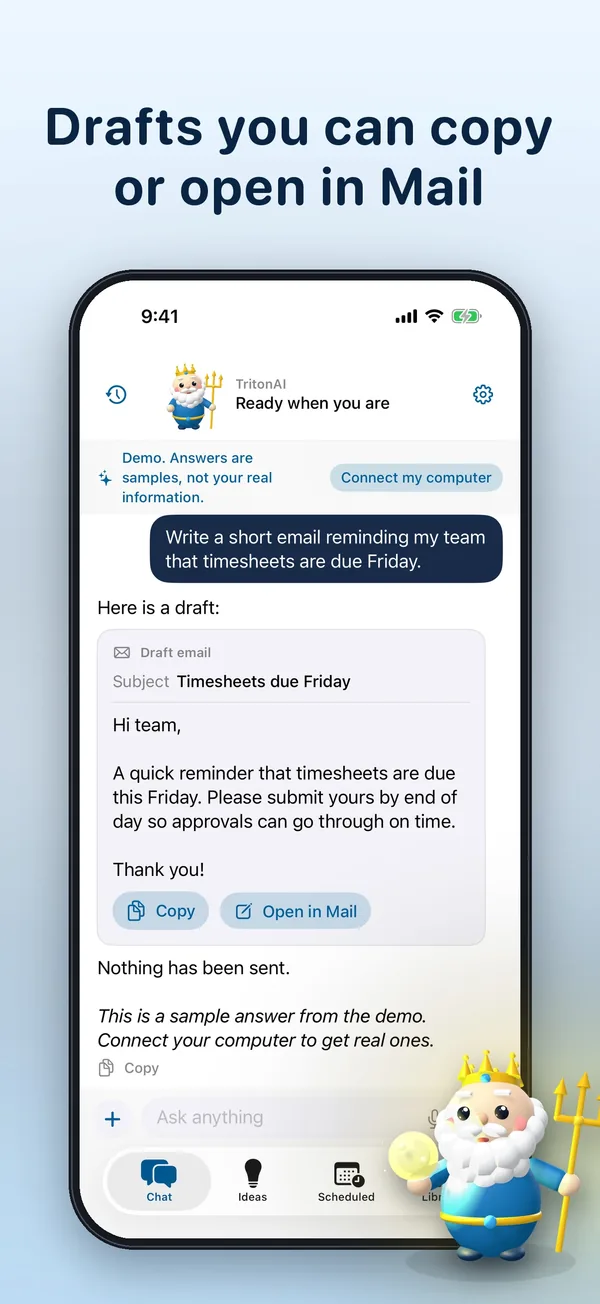 Drafts you can copy
or open in Mail
9:41
TritonAI
Ready when you are
Demo. Answers are
samples, not your real
information.
Connect my computer
Write a short email reminding my team
that timesheets are due Friday.
Here is a draft:
Draft email
Subject Timesheets due Friday
Hi team,
A quick reminder that timesheets are due
this Friday. Please submit yours by end of
day so approvals can go through on time.
Thank you!
Copy
Open in Mail
Nothing has been sent.
This is a sample answer from the demo.
Connect your computer to get real ones.
Copy
Ask anything
Chat
Ideas
Scheduled